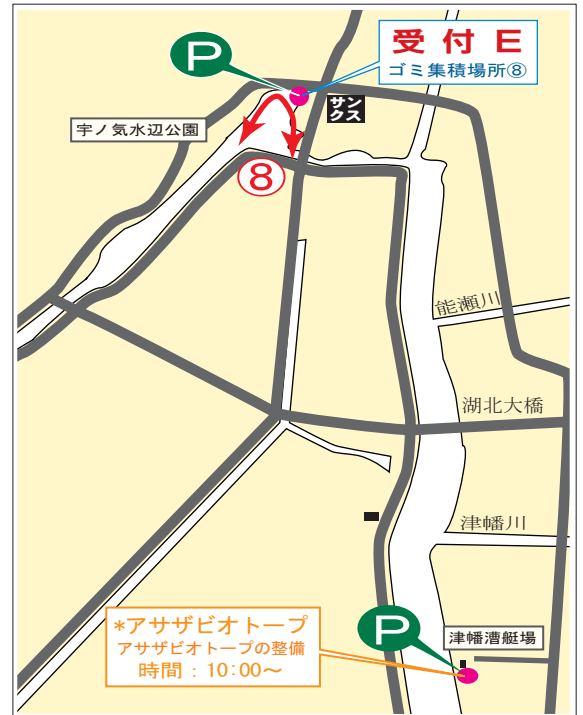 P
受付E
ゴミ集積場所⑧
サン
クス
宇ノ気水辺公園
⑧
能瀬川
湖北大橋
津幡川
*アサザビオトープ
アサザビオトープの整備
時間：10:00～
P
津幡漕艇場